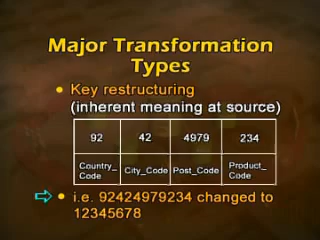 Major Transformation
Types
• Key restructuring
(inherent meaning at source)
92 42 4979 234
Country_
Code City_Code Post_Code Product_
Code
• i.e. 92424979234 changed to
12345678